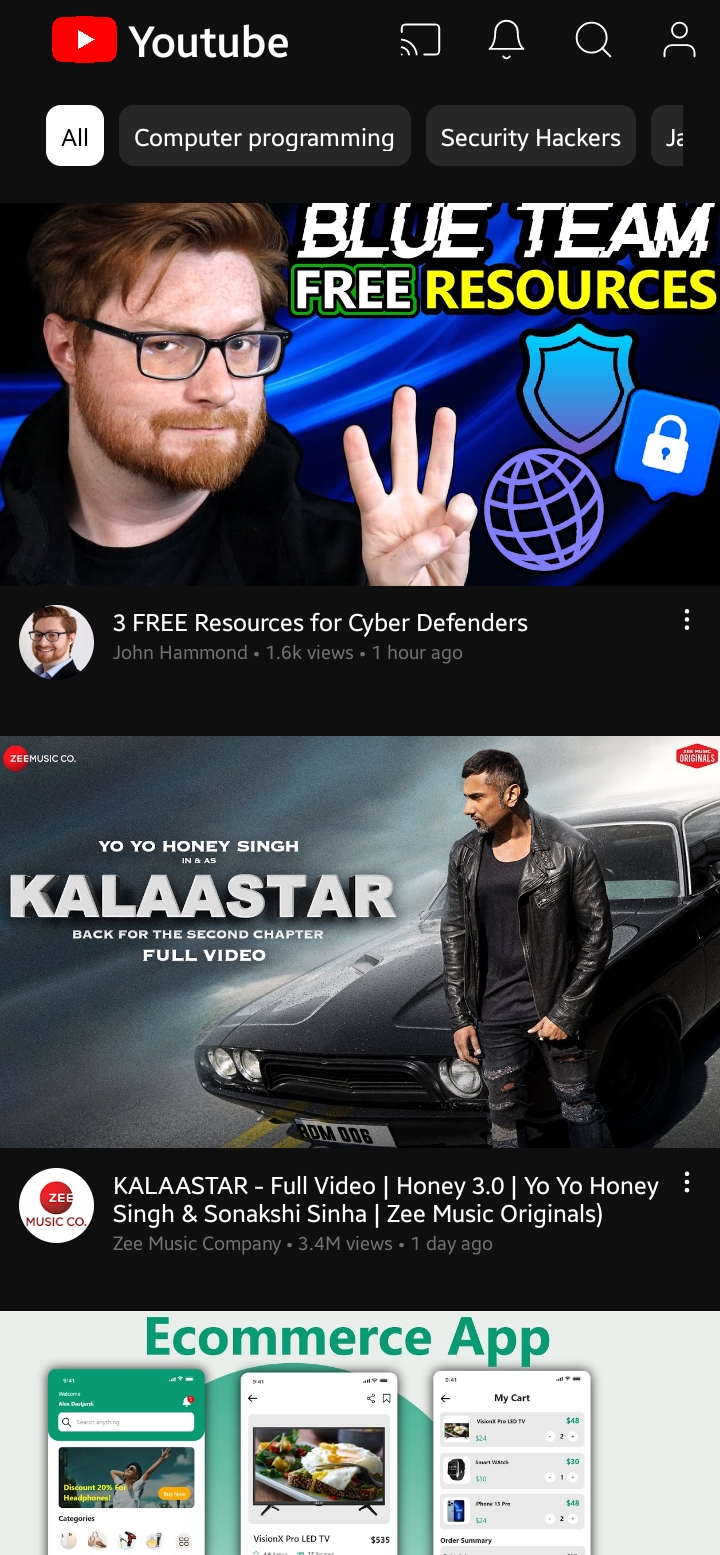 Youtube
All
Computer programming
Security Hackers
Ja
BLUE TEAM
FREE RESOURCES
3 FREE Resources for Cyber Defenders
John Hammond • 1.6k views • 1 hour ago
ZEE MUSIC CO.
ZEE MUSIC
ORIGINALS
YO YO HONEY SINGH
IN & AS
KALAASTAR
BACK FOR THE SECOND CHAPTER
FULL VIDEO
RDM 006
ZEE
MUSIC CO.
KALAASTAR - Full Video | Honey 3.0 | Yo Yo Honey
Singh & Sonakshi Sinha | Zee Music Originals)
Zee Music Company • 3.4M views • 1 day ago
Ecommerce App
9:41
Welcome
Search anything
Discount 20% For
Headphones!
Buy Now
Categories
9:41
VisionX Pro LED TV
$535
9:41
My Cart
VisionX Pro LED TV
$48
$24
- 2 +
Smart WAtch
$30
$30
- 1 +
iPhone 13 Pro
$48
$24
- 2 +
Order Summary